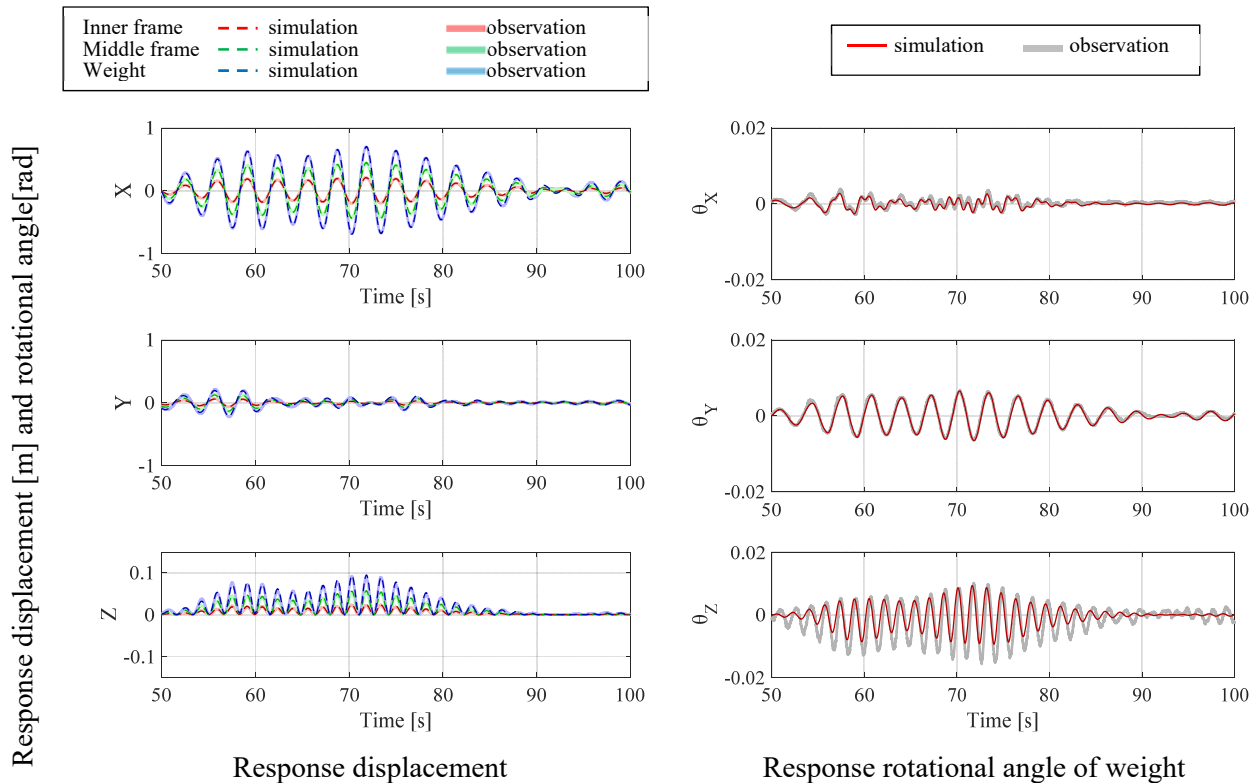 Inner frame simulation observation
Middle frame simulation observation
Weight simulation observation
simulation observation
Response displacement [m] and rotational angle[rad]
1
0
-1
X
50 60 70 80 90 100
Time [s]
0.02
0
-0.02
θX
50 60 70 80 90 100
Time [s]
1
0
-1
Y
50 60 70 80 90 100
Time [s]
0.02
0
-0.02
θY
50 60 70 80 90 100
Time [s]
0.1
0
-0.1
Z
50 60 70 80 90 100
Time [s]
0.02
0
-0.02
θZ
50 60 70 80 90 100
Time [s]
Response displacement
Response rotational angle of weight